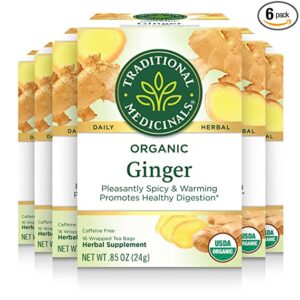 6
pack
Ginger
TRADITIONAL
MEDICINALS
DAILY
HERBAL
ORGANIC
Ginger
Pleasantly Spicy & Warming
Promotes Healthy Digestion*
Caffeine Free
16 Wrapped Tea Bags
Herbal Supplement
NET WT .85 OZ (24g)
USDA
ORGANIC